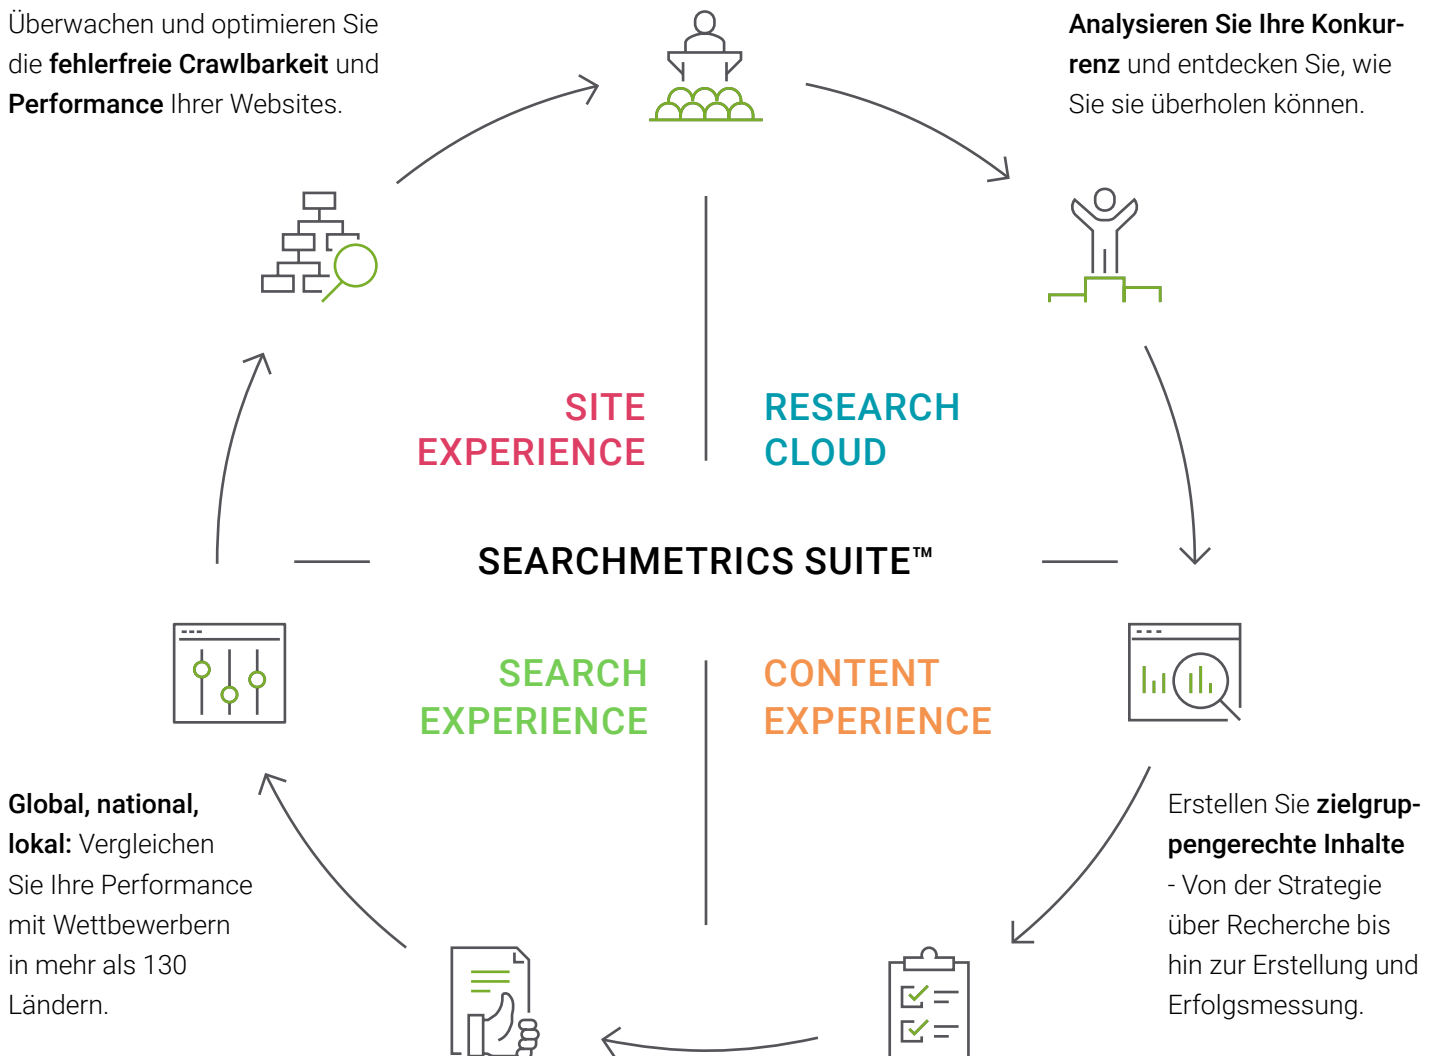 Überwachen und optimieren Sie
die fehlerfreie Crawlbarkeit und
Performance Ihrer Websites.
Analysieren Sie Ihre Konkur-
renz und entdecken Sie, wie
Sie sie überholen können.
SITE
EXPERIENCE
RESEARCH
CLOUD
SEARCHMETRICS SUITE™
SEARCH
EXPERIENCE
CONTENT
EXPERIENCE
Global, national,
lokal: Vergleichen
Sie Ihre Performance
mit Wettbewerbern
in mehr als 130
Ländern.
Erstellen Sie zielgrup-
pengerechte Inhalte
- Von der Strategie
über Recherche bis
hin zur Erstellung und
Erfolgsmessung.